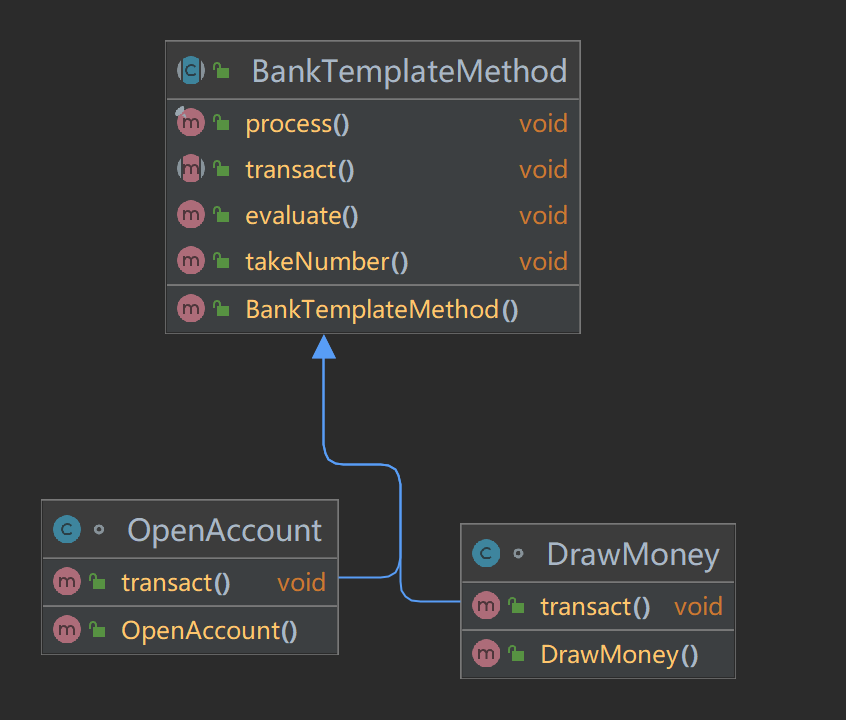 BankTemplateMethod
process() void
transact() void
evaluate() void
takeNumber() void
BankTemplateMethod()
OpenAccount
transact() void
OpenAccount()
DrawMoney
transact() void
DrawMoney()